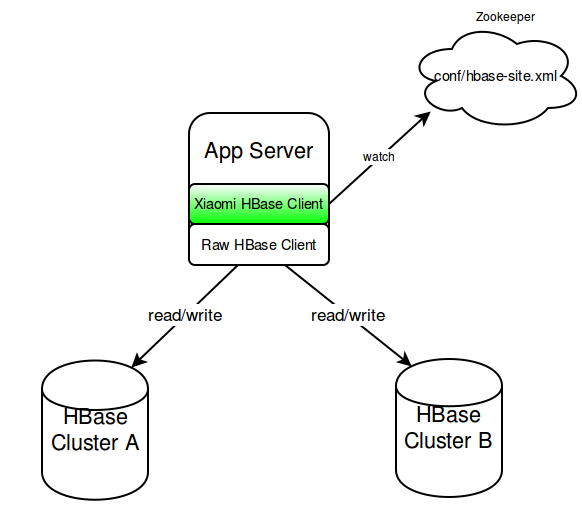 Zookeeper
conf/hbase-site.xml
App Server
watch
Xiaomi HBase Client
Raw HBase Client
read/write
read/write
HBase
Cluster A
HBase
Cluster B